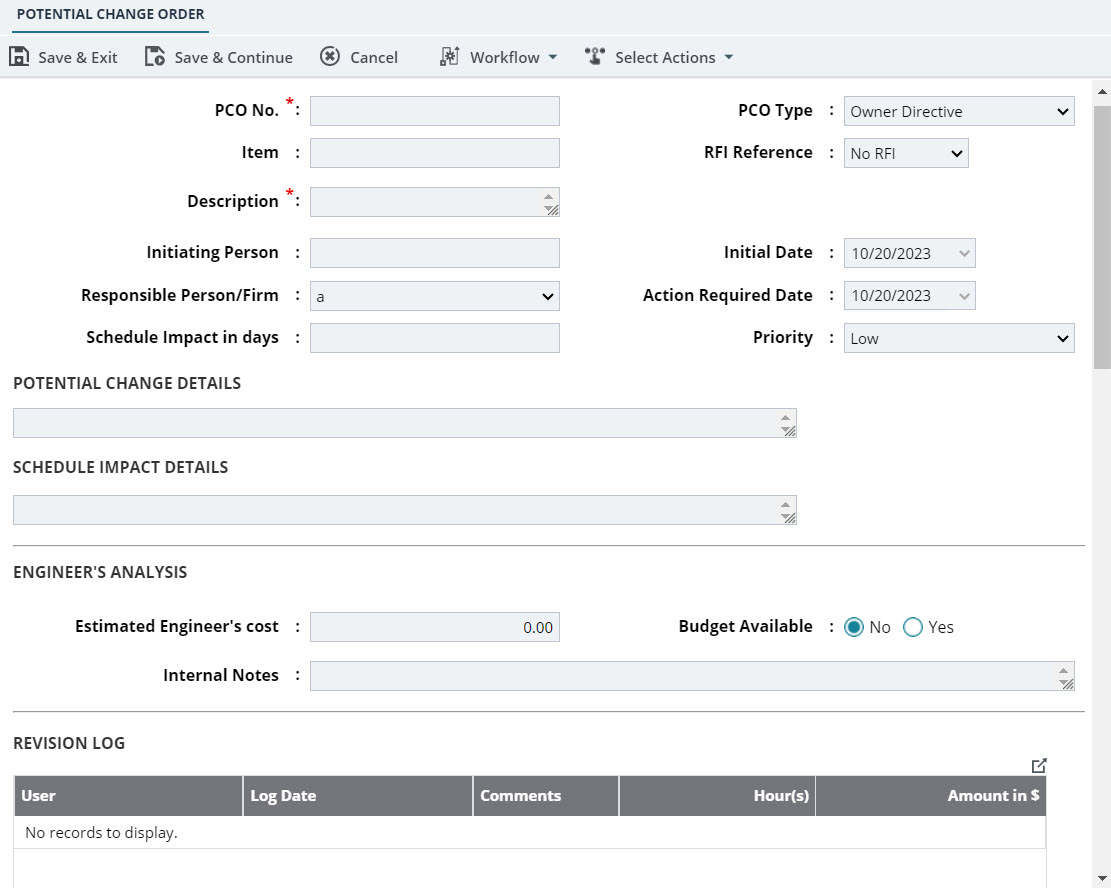 POTENTIAL CHANGE ORDER
Save & Exit Save & Continue Cancel Workflow Select Actions
PCO No. *: PCO Type : Owner Directive
Item : RFI Reference : No RFI
Description *:
Initiating Person : Initial Date : 10/20/2023
Responsible Person/Firm : a Action Required Date : 10/20/2023
Schedule Impact in days : Priority : Low
POTENTIAL CHANGE DETAILS
SCHEDULE IMPACT DETAILS
ENGINEER'S ANALYSIS
Estimated Engineer's cost : 0.00 Budget Available : No Yes
Internal Notes :
REVISION LOG
User Log Date Comments Hour(s) Amount in $
No records to display.